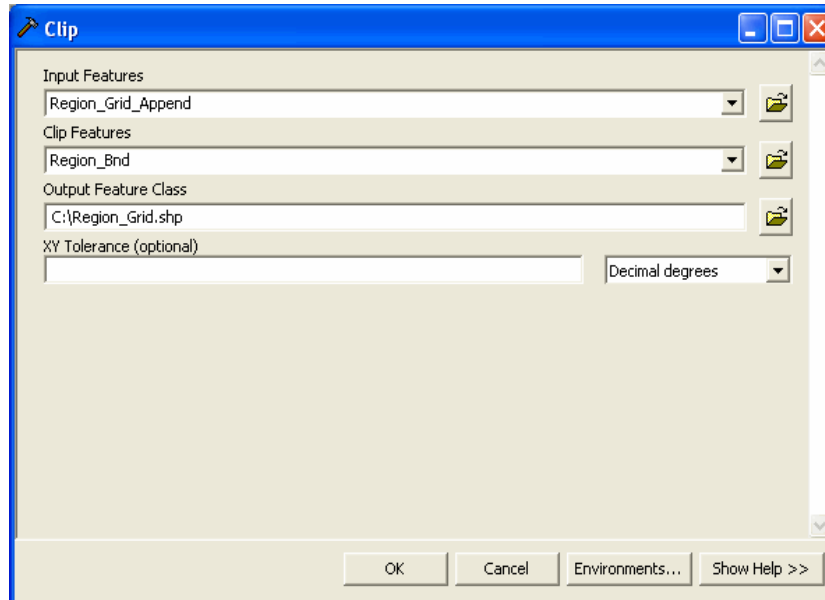 Clip
Input Features
Region_Grid_Append
Clip Features
Region_Bnd
Output Feature Class
C:\Region_Grid.shp
XY Tolerance (optional)
Decimal degrees
OK Cancel Environments... Show Help >>